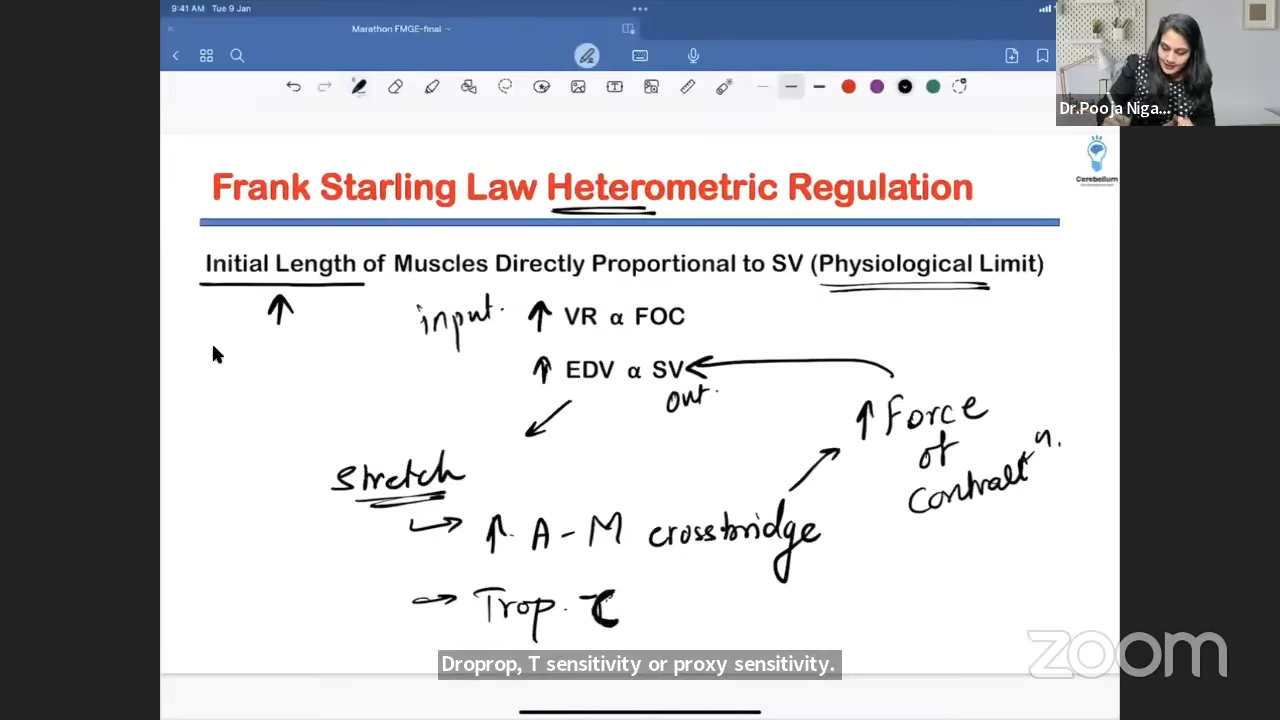 9:41 AM Tue 9 Jan
Marathon FMGE-final
Dr.Pooja Niga...
Cerebellum
Frank Starling Law Heterometric Regulation
Initial Length of Muscles Directly Proportional to SV (Physiological Limit)
↑
input. ↑ VR α FOC
↑ EDV α SV
out.
↑ Force
of
Contractn.
Stretch
↑. A - M crossbridge
→ Trop. C
Droprop, T sensitivity or proxy sensitivity.
zoom